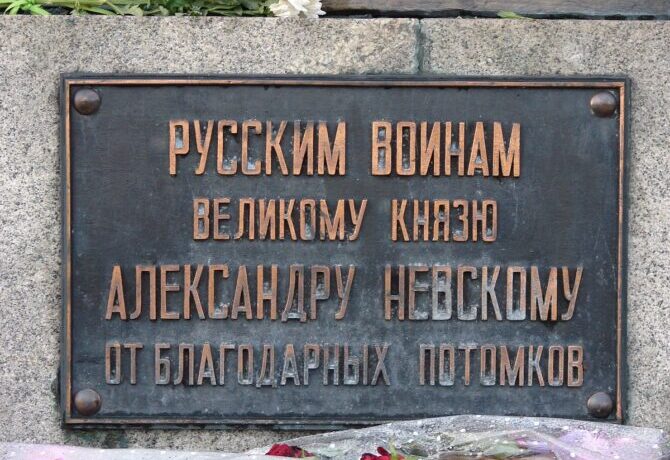 РУССКИМ ВОИНАМ
ВЕЛИКОМУ КНЯЗЮ
АЛЕКСАНДРУ НЕВСКОМУ
ОТ БЛАГОДАРНЫХ ПОТОМКОВ